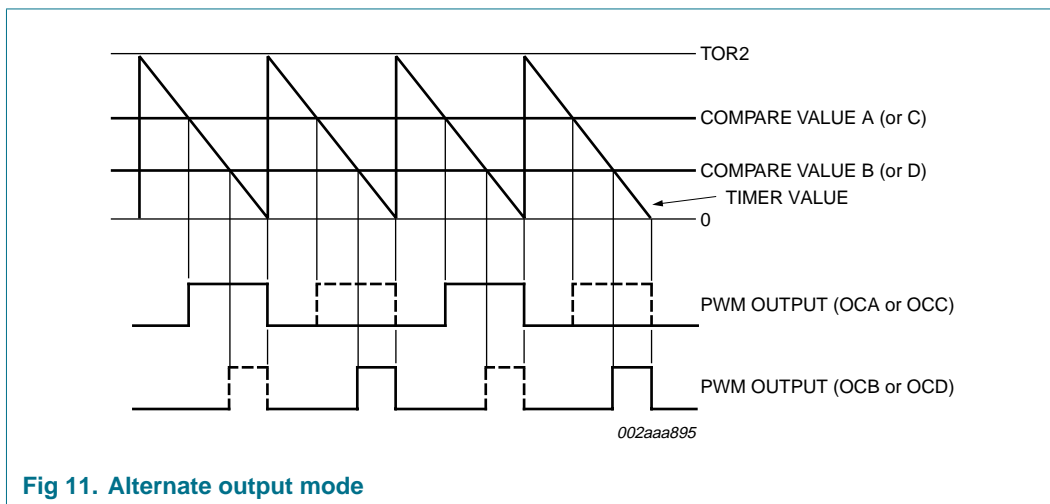 TOR2
COMPARE VALUE A (or C)
COMPARE VALUE B (or D)
TIMER VALUE
0
PWM OUTPUT (OCA or OCC)
PWM OUTPUT (OCB or OCD)
002aaa895
Fig 11. Alternate output mode